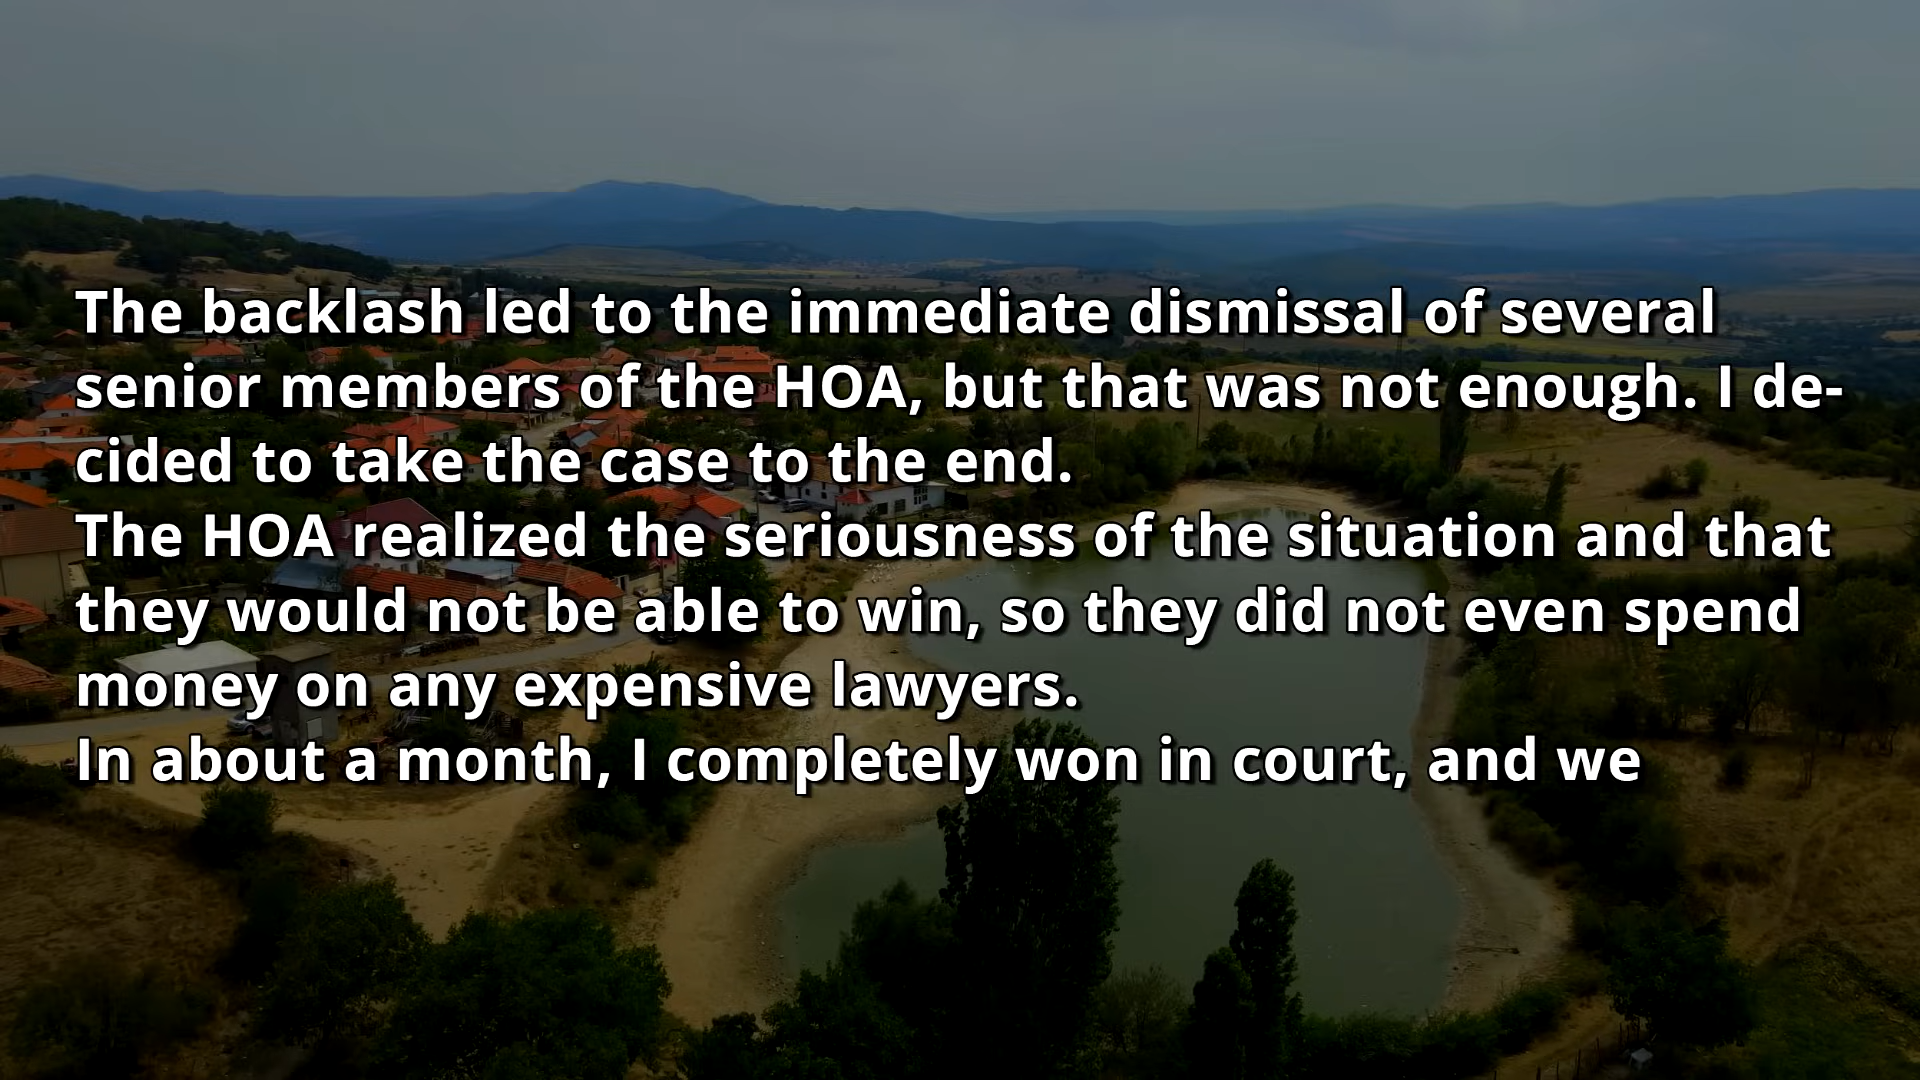 The backlash led to the immediate dismissal of several
senior members of the HOA, but that was not enough. I de-
cided to take the case to the end.
The HOA realized the seriousness of the situation and that
they would not be able to win, so they did not even spend
money on any expensive lawyers.
In about a month, I completely won in court, and we